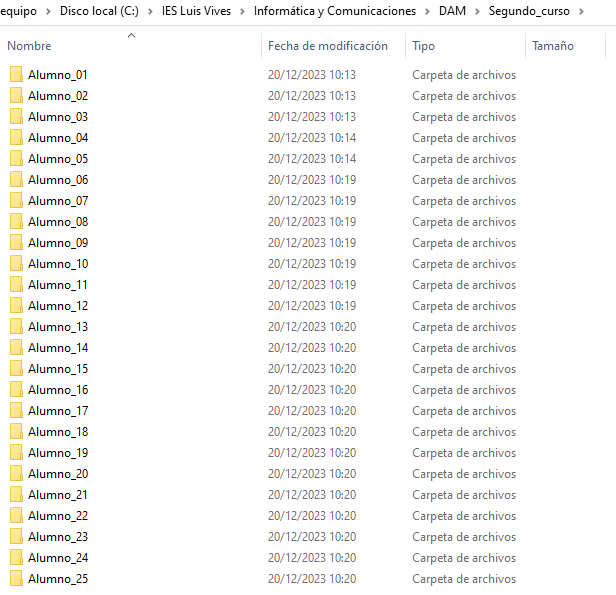 equipo > Disco local (C:) > IES Luis Vives > Informática y Comunicaciones > DAM > Segundo_curso >
Nombre Fecha de modificación Tipo Tamaño
Alumno_01 20/12/2023 10:13 Carpeta de archivos
Alumno_02 20/12/2023 10:13 Carpeta de archivos
Alumno_03 20/12/2023 10:13 Carpeta de archivos
Alumno_04 20/12/2023 10:14 Carpeta de archivos
Alumno_05 20/12/2023 10:14 Carpeta de archivos
Alumno_06 20/12/2023 10:19 Carpeta de archivos
Alumno_07 20/12/2023 10:19 Carpeta de archivos
Alumno_08 20/12/2023 10:19 Carpeta de archivos
Alumno_09 20/12/2023 10:19 Carpeta de archivos
Alumno_10 20/12/2023 10:19 Carpeta de archivos
Alumno_11 20/12/2023 10:19 Carpeta de archivos
Alumno_12 20/12/2023 10:19 Carpeta de archivos
Alumno_13 20/12/2023 10:20 Carpeta de archivos
Alumno_14 20/12/2023 10:20 Carpeta de archivos
Alumno_15 20/12/2023 10:20 Carpeta de archivos
Alumno_16 20/12/2023 10:20 Carpeta de archivos
Alumno_17 20/12/2023 10:20 Carpeta de archivos
Alumno_18 20/12/2023 10:20 Carpeta de archivos
Alumno_19 20/12/2023 10:20 Carpeta de archivos
Alumno_20 20/12/2023 10:20 Carpeta de archivos
Alumno_21 20/12/2023 10:20 Carpeta de archivos
Alumno_22 20/12/2023 10:20 Carpeta de archivos
Alumno_23 20/12/2023 10:20 Carpeta de archivos
Alumno_24 20/12/2023 10:20 Carpeta de archivos
Alumno_25 20/12/2023 10:20 Carpeta de archivos